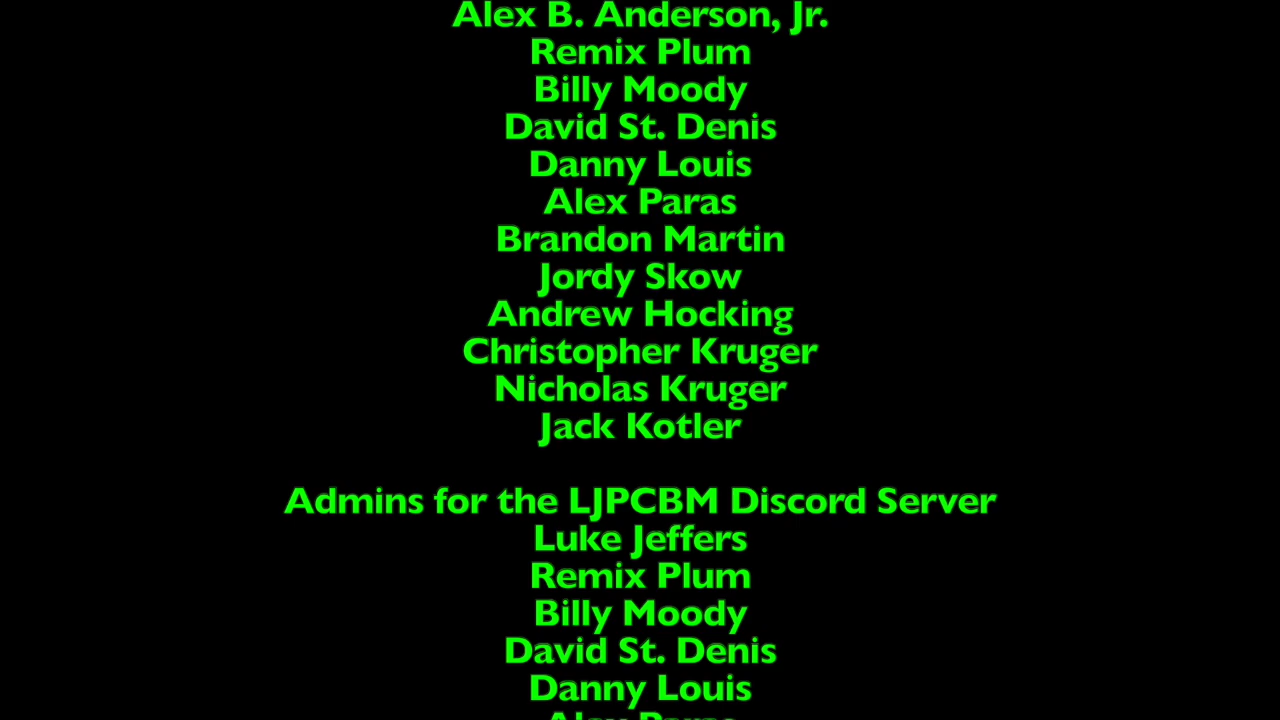 Alex B. Anderson, Jr.
Remix Plum
Billy Moody
David St. Denis
Danny Louis
Alex Paras
Brandon Martin
Jordy Skow
Andrew Hocking
Christopher Kruger
Nicholas Kruger
Jack Kotler
Admins for the LJPCBM Discord Server
Luke Jeffers
Remix Plum
Billy Moody
David St. Denis
Danny Louis
Alex Paras